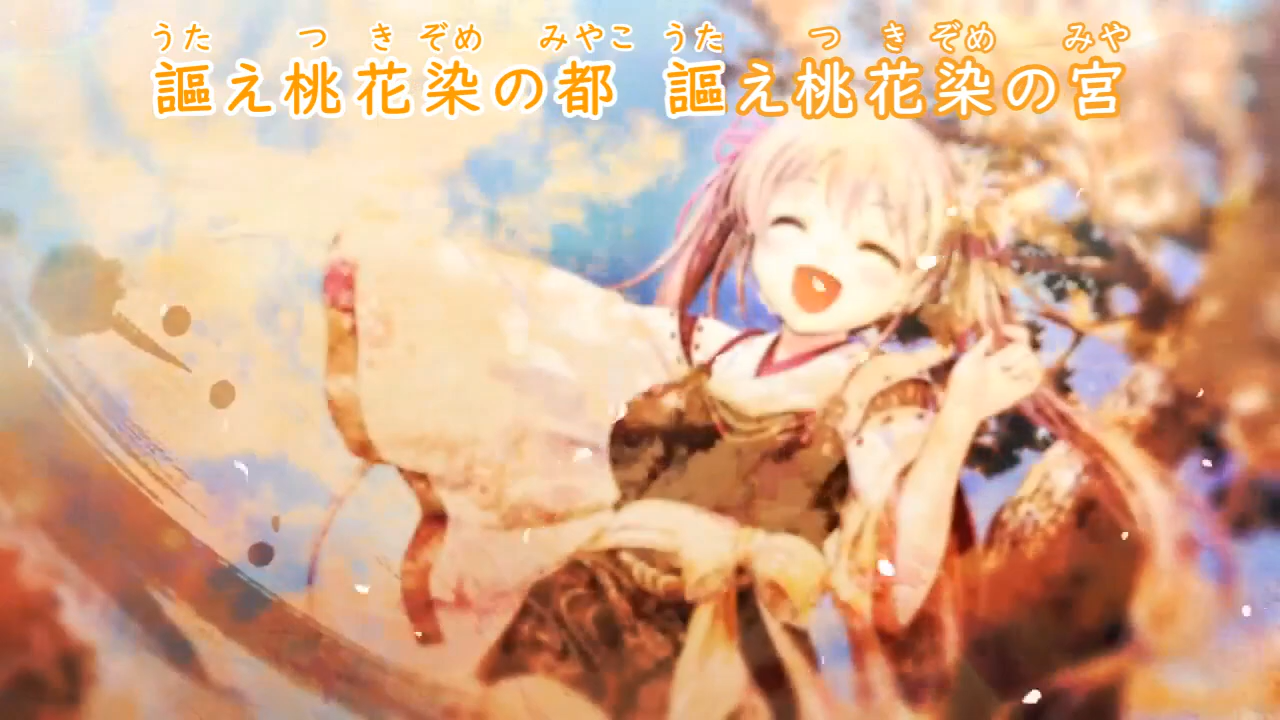 うた つ き ぞめ みやこ うた つ き ぞめ みや
謳え桃花染の都 謳え桃花染の宮